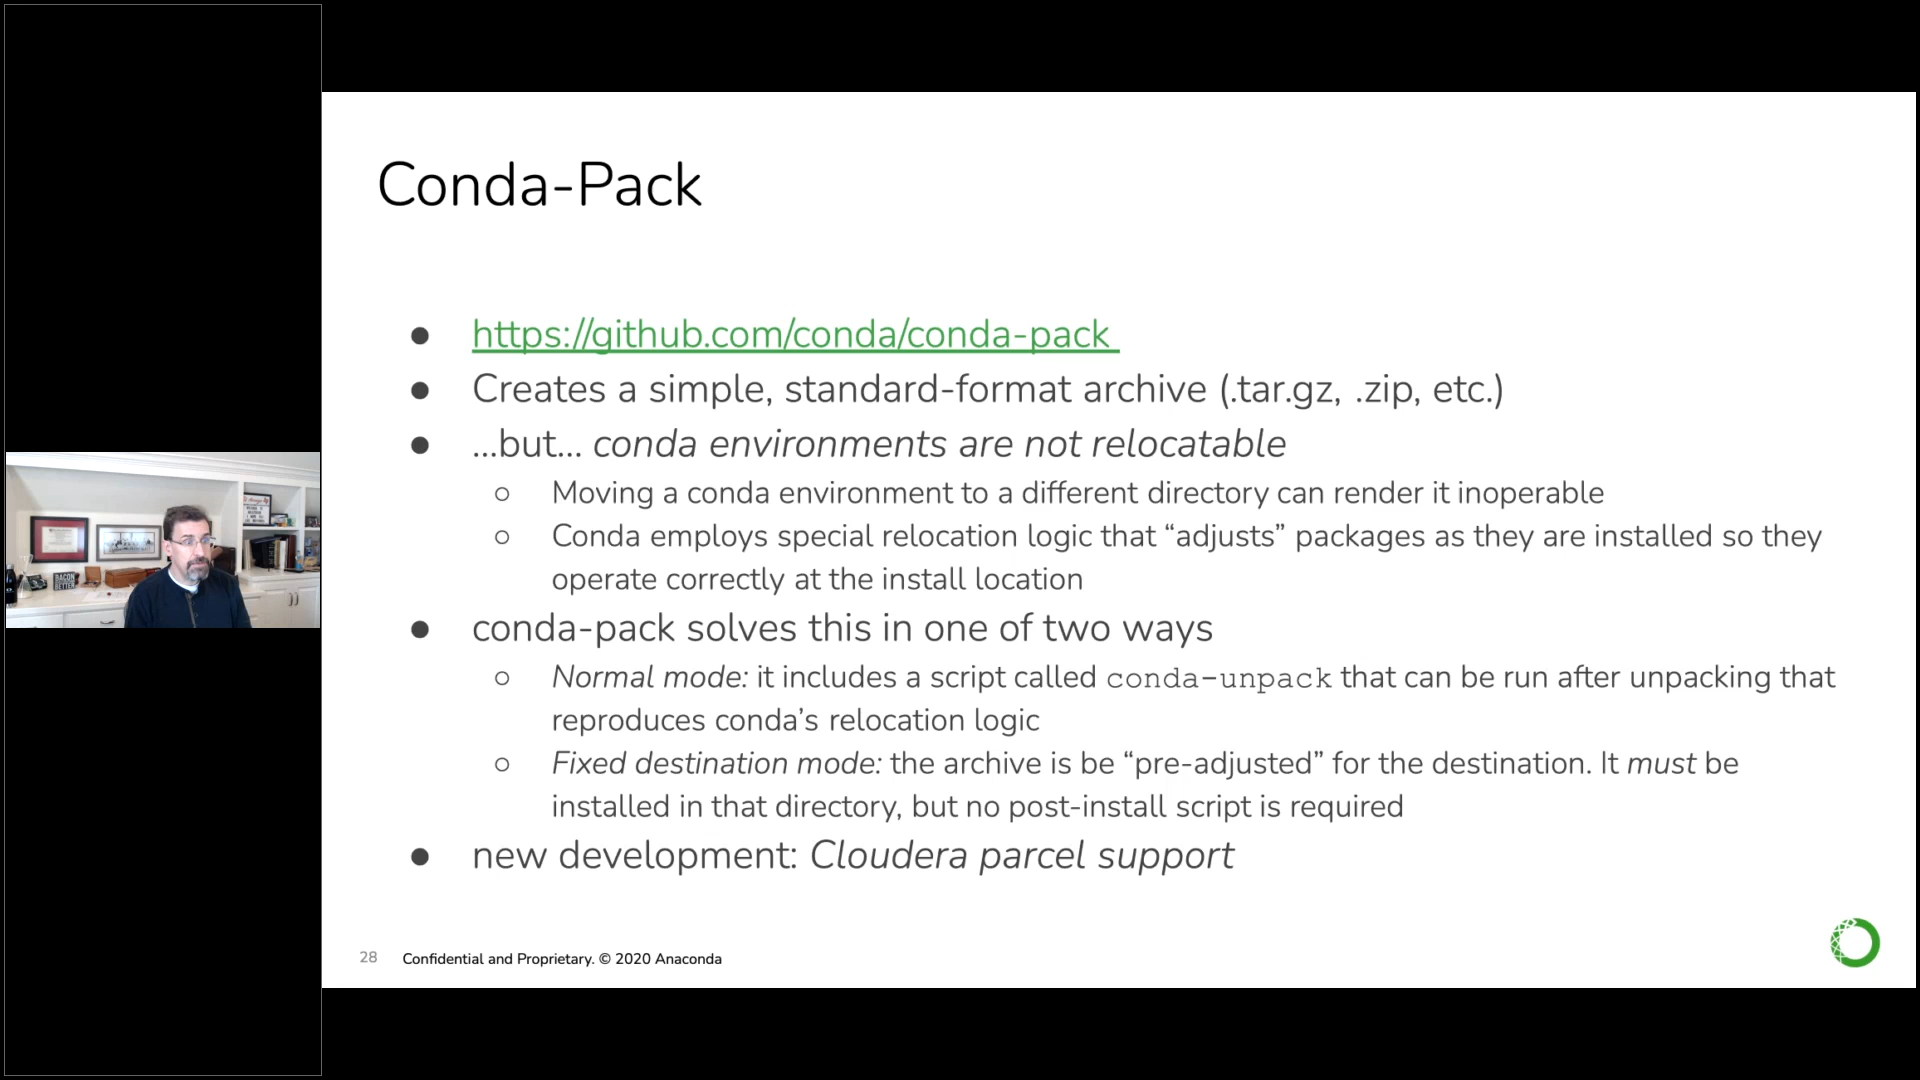 Conda-Pack
● https://github.com/conda/conda-pack
● Creates a simple, standard-format archive (.tar.gz, .zip, etc.)
● ...but... conda environments are not relocatable
○ Moving a conda environment to a different directory can render it inoperable
○ Conda employs special relocation logic that “adjusts” packages as they are installed so they
operate correctly at the install location
● conda-pack solves this in one of two ways
○ Normal mode: it includes a script called conda-unpack that can be run after unpacking that
reproduces conda’s relocation logic
○ Fixed destination mode: the archive is be “pre-adjusted” for the destination. It must be
installed in that directory, but no post-install script is required
● new development: Cloudera parcel support
28 Confidential and Proprietary. © 2020 Anaconda
BACON
BETTER